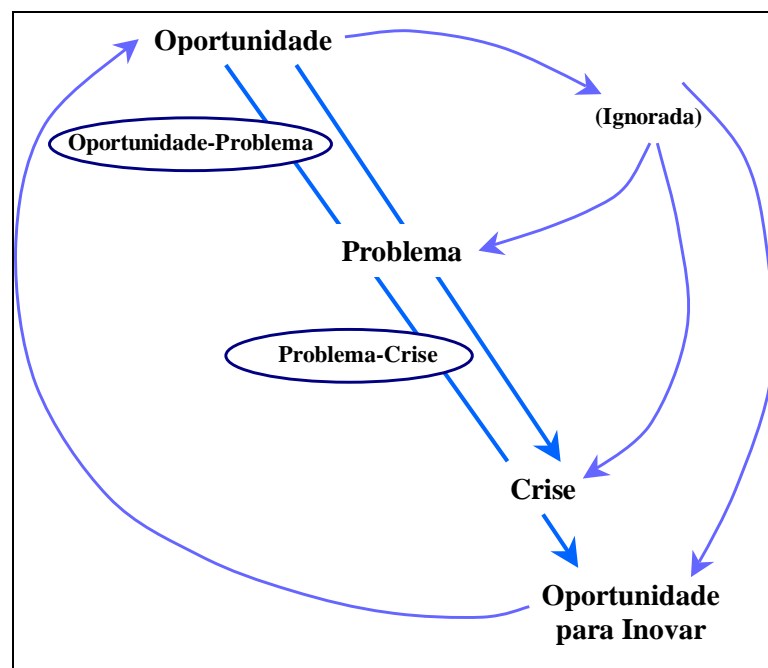 Oportunidade
(Ignorada)
Oportunidade-Problema
Problema
Problema-Crise
Crise
Oportunidade
para Inovar